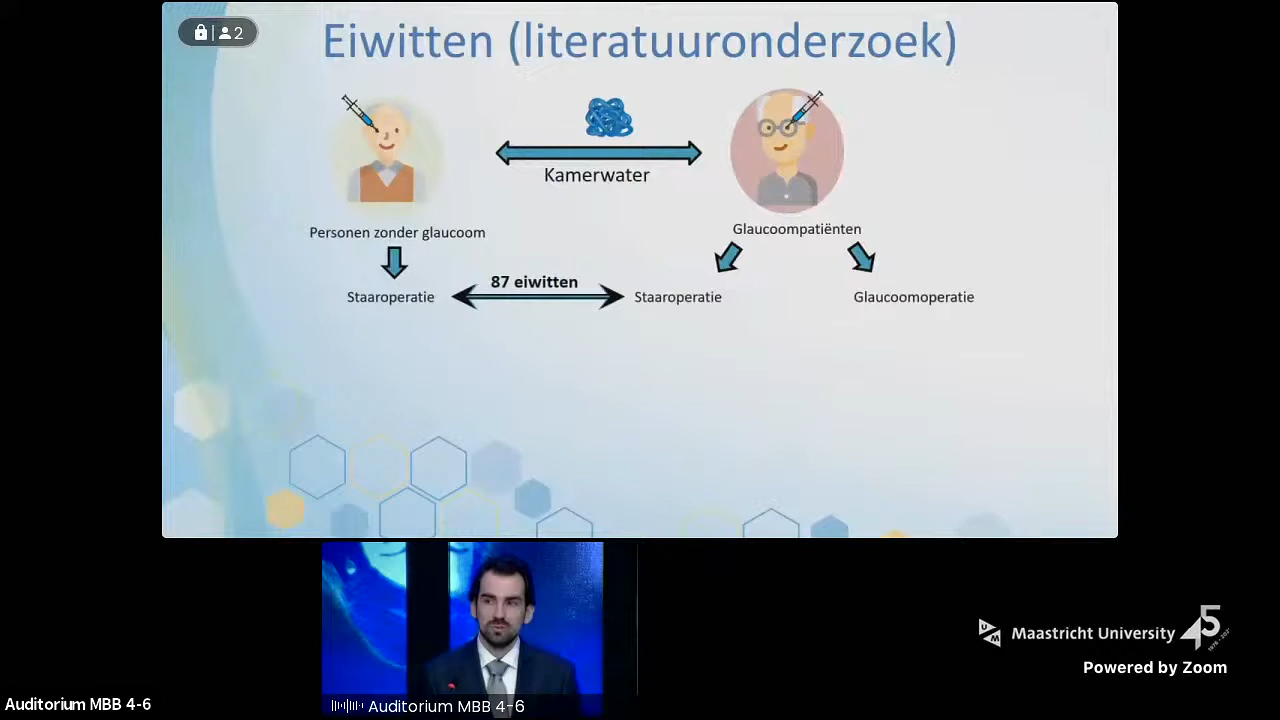 2
Eiwitten (literatuuronderzoek)
Kamerwater
Personen zonder glaucoom
Glaucoompatiënten
87 eiwitten
Staaroperatie
Staaroperatie
Glaucoomoperatie
Maastricht University
45
Powered by Zoom
Auditorium MBB 4-6
Auditorium MBB 4-6